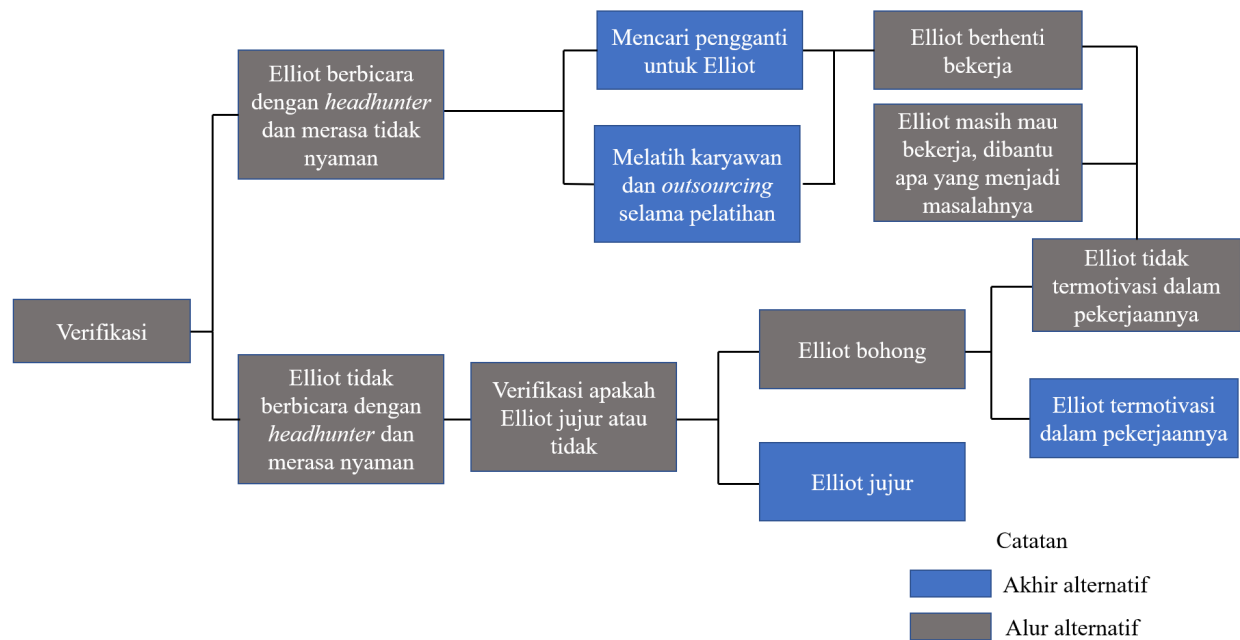 Verifikasi
Elliot berbicara
dengan headhunter
dan merasa tidak
nyaman
Mencari pengganti
untuk Elliot
Melatih karyawan
dan outsourcing
selama pelatihan
Elliot berhenti
bekerja
Elliot masih mau
bekerja, dibantu
apa yang menjadi
masalahnya
Elliot tidak
berbicara dengan
headhunter dan
merasa nyaman
Verifikasi apakah
Elliot jujur atau
tidak
Elliot bohong
Elliot jujur
Elliot tidak
termotivasi dalam
pekerjaannya
Elliot termotivasi
dalam pekerjaannya
Catatan
Akhir alternatif
Alur alternatif